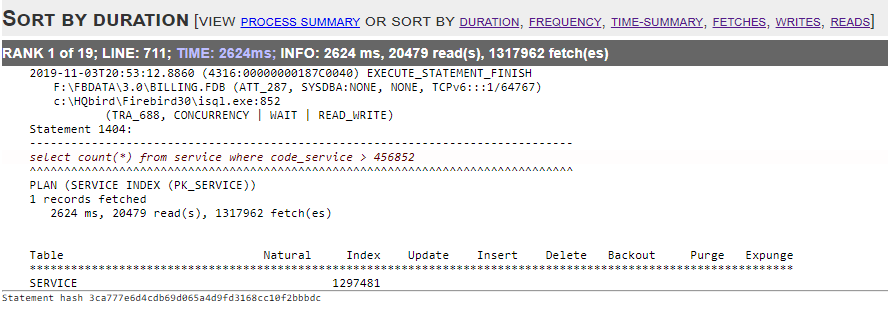 SORT BY DURATION [VIEW PROCESS SUMMARY OR SORT BY DURATION, FREQUENCY, TIME-SUMMARY, FETCHES, WRITES, READS]
RANK 1 of 19; LINE: 711; TIME: 2624ms; INFO: 2624 ms, 20479 read(s), 1317962 fetch(es)
2019-11-03T20:53:12.8860 (4316:00000000187C0040) EXECUTE_STATEMENT_FINISH
F:\FBDATA\3.0\BILLING.FDB (ATT_287, SYSDBA:NONE, NONE, TCPv6:::1/64767)
c:\HQbird\Firebird30\isql.exe:852
(TRA_688, CONCURRENCY | WAIT | READ_WRITE)
Statement 1404:
-------------------------------------------------------------------------------
select count(*) from service where code_service > 456852
^^^^^^^^^^^^^^^^^^^^^^^^^^^^^^^^^^^^^^^^^^^^^^^^^^^^^^^^^^^^^^^^^^^^^^^^^^^^^^^
PLAN (SERVICE INDEX (PK_SERVICE))
1 records fetched
2624 ms, 20479 read(s), 1317962 fetch(es)
Table Natural Index Update Insert Delete Backout Purge Expunge
***************************************************************************************************************
SERVICE 1297481
Statement hash 3ca777e6d4cdb69d065a4d9fd3168cc10f2bbbdc